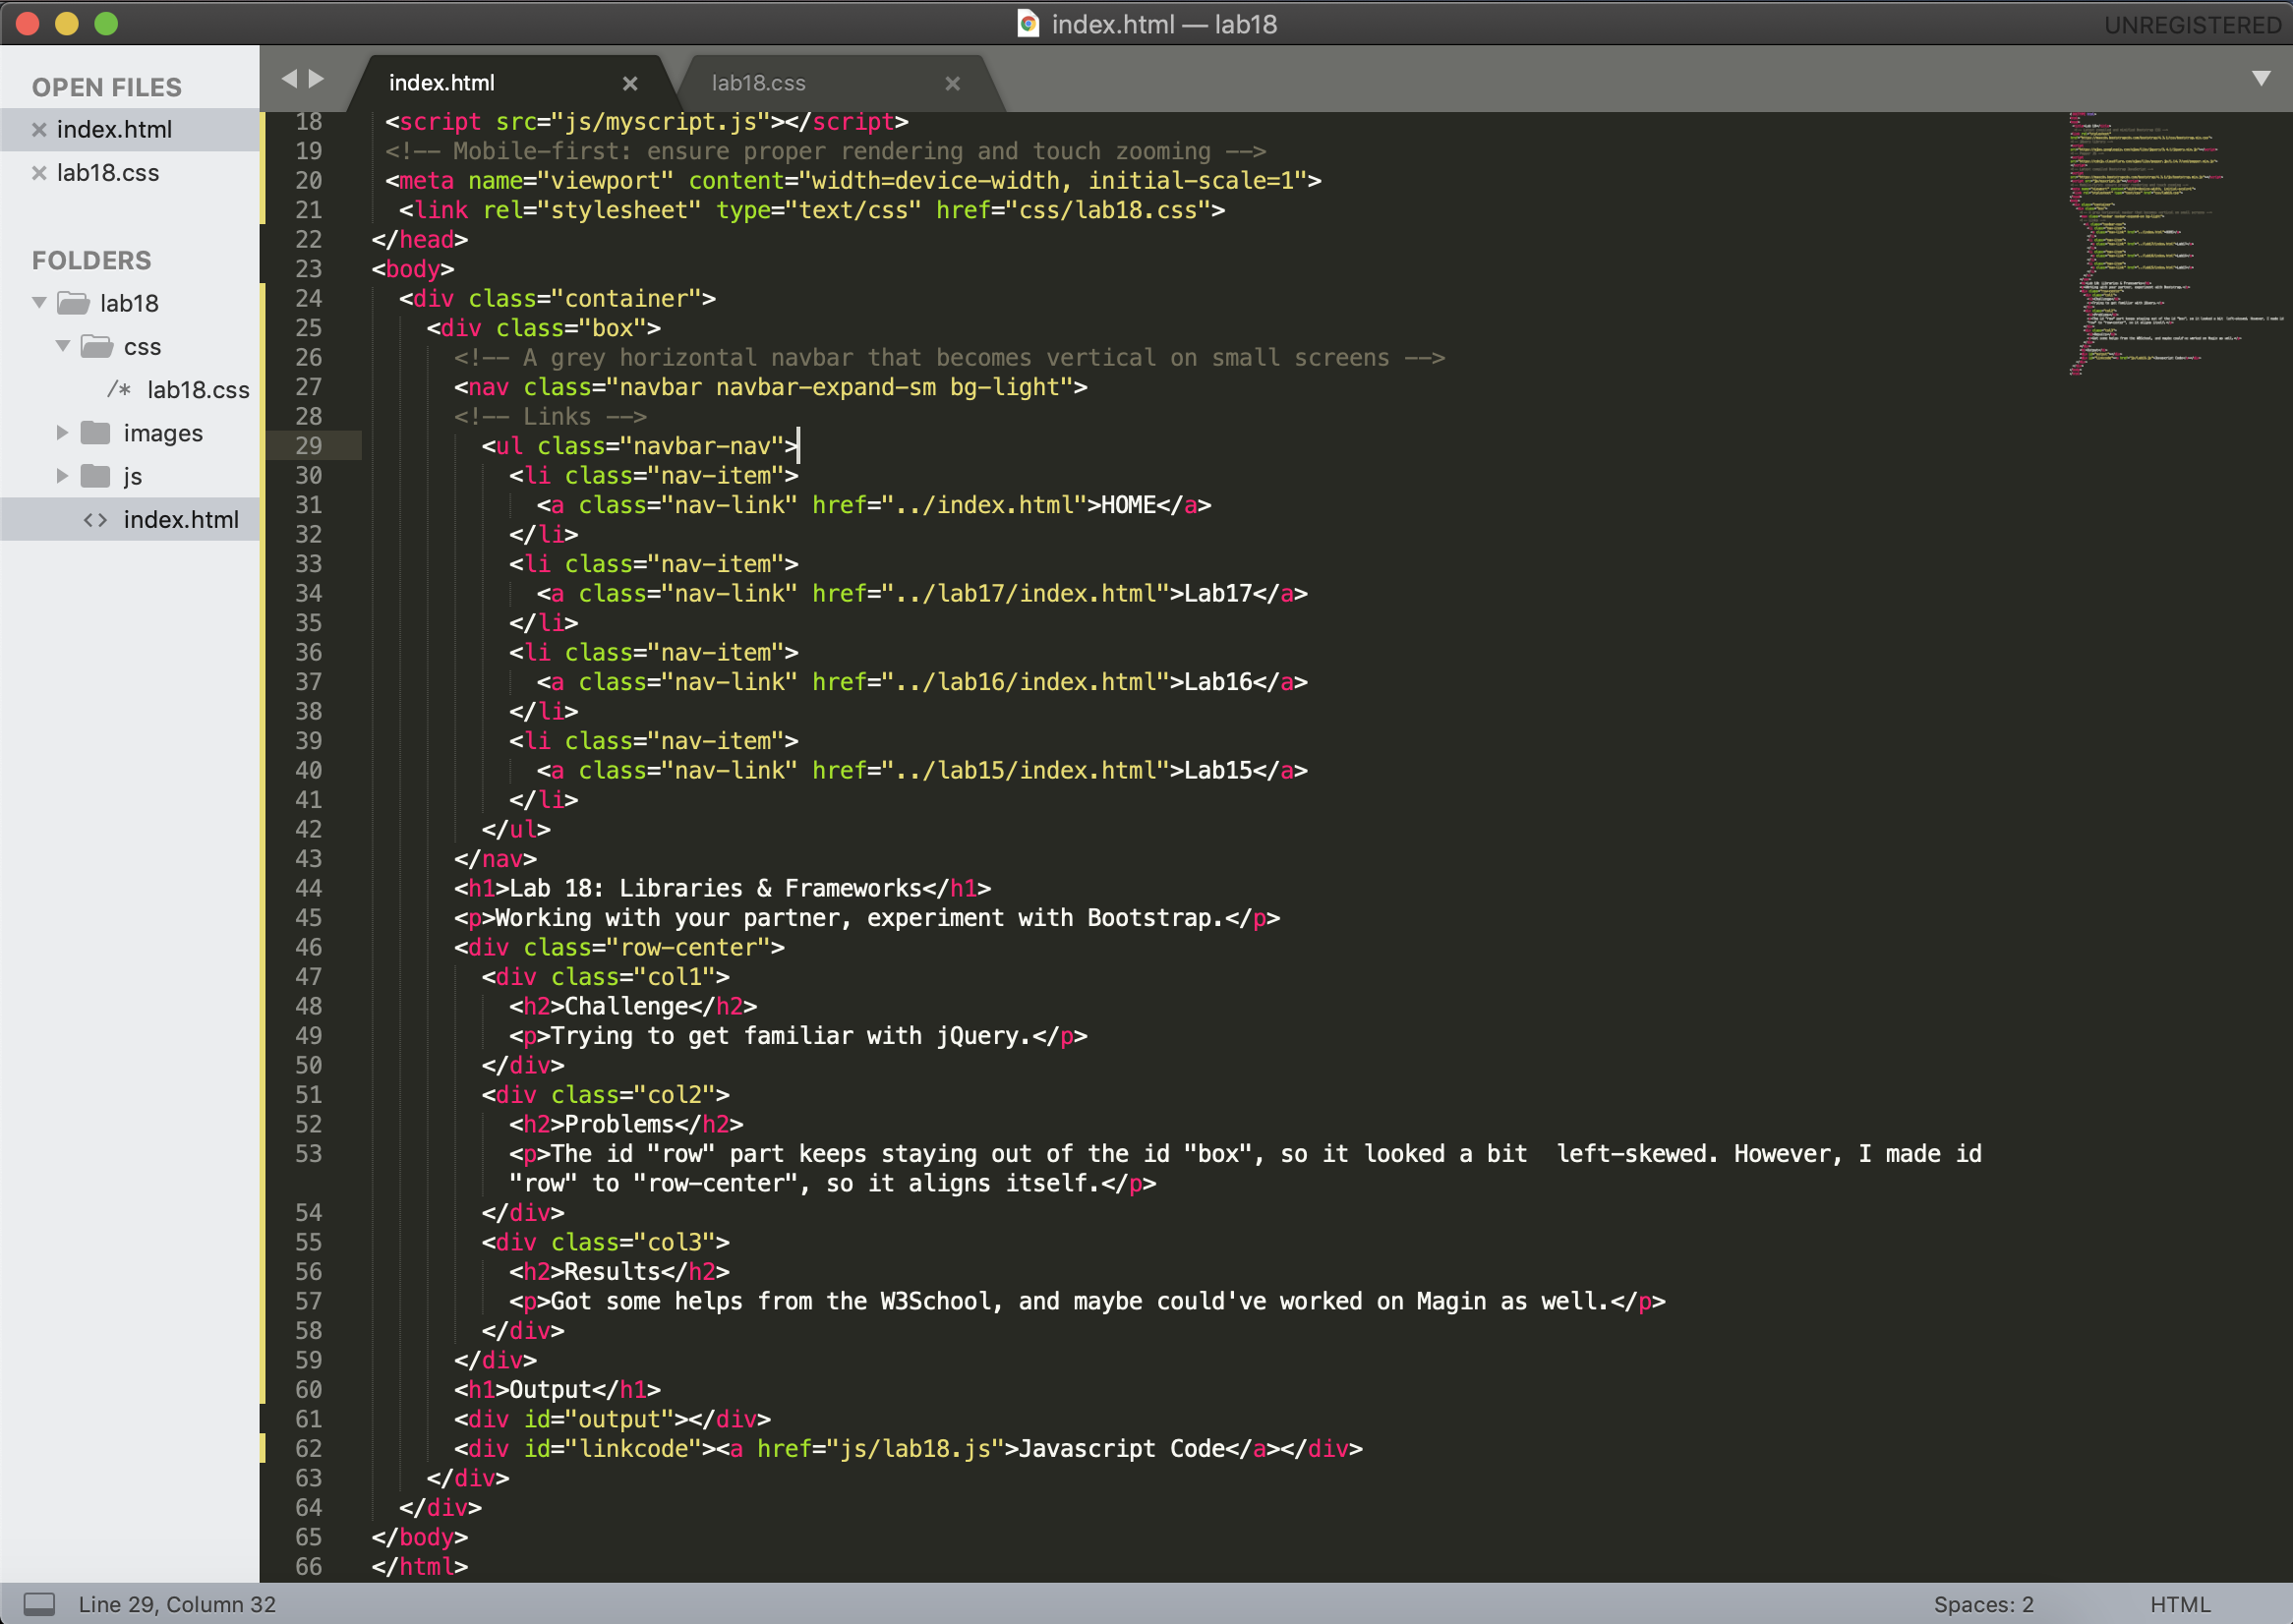 index.html — lab18
UNREGISTERED
OPEN FILES
index.html
lab18.css
FOLDERS
lab18
css
/* lab18.css
images
js
<> index.html
index.html
lab18.css
18 <script src="js/myscript.js"></script>
19 <!-- Mobile-first: ensure proper rendering and touch zooming -->
20 <meta name="viewport" content="width=device-width, initial-scale=1">
21 <link rel="stylesheet" type="text/css" href="css/lab18.css">
22 </head>
23 <body>
24 <div class="container">
25 <div class="box">
26 <!-- A grey horizontal navbar that becomes vertical on small screens -->
27 <nav class="navbar navbar-expand-sm bg-light">
28 <!-- Links -->
29 <ul class="navbar-nav">
30 <li class="nav-item">
31 <a class="nav-link" href="../index.html">HOME</a>
32 </li>
33 <li class="nav-item">
34 <a class="nav-link" href="../lab17/index.html">Lab17</a>
35 </li>
36 <li class="nav-item">
37 <a class="nav-link" href="../lab16/index.html">Lab16</a>
38 </li>
39 <li class="nav-item">
40 <a class="nav-link" href="../lab15/index.html">Lab15</a>
41 </li>
42 </ul>
43 </nav>
44 <h1>Lab 18: Libraries & Frameworks</h1>
45 <p>Working with your partner, experiment with Bootstrap.</p>
46 <div class="row-center">
47 <div class="col1">
48 <h2>Challenge</h2>
49 <p>Trying to get familiar with jQuery.</p>
50 </div>
51 <div class="col2">
52 <h2>Problems</h2>
53 <p>The id "row" part keeps staying out of the id "box", so it looked a bit  left-skewed. However, I made id
"row" to "row-center", so it aligns itself.</p>
54 </div>
55 <div class="col3">
56 <h2>Results</h2>
57 <p>Got some helps from the W3School, and maybe could've worked on Magin as well.</p>
58 </div>
59 </div>
60 <h1>Output</h1>
61 <div id="output"></div>
62 <div id="linkcode"><a href="js/lab18.js">Javascript Code</a></div>
63 </div>
64 </div>
65 </body>
66 </html>
Line 29, Column 32
Spaces: 2
HTML